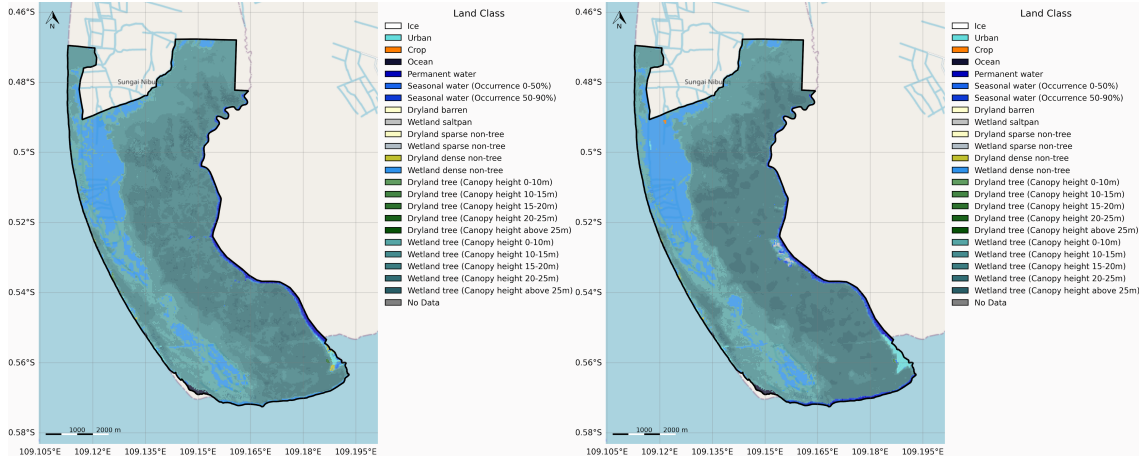 0.46°S
0.48°S
0.5°S
0.52°S
0.54°S
0.56°S
0.58°S
109.105°E 109.12°E 109.135°E 109.15°E 109.165°E 109.18°E 109.195°E
N
Sungai Nibu
1000 2000 m
Land Class
Ice
Urban
Crop
Ocean
Permanent water
Seasonal water (Occurrence 0-50%)
Seasonal water (Occurrence 50-90%)
Dryland barren
Wetland saltpan
Dryland sparse non-tree
Wetland sparse non-tree
Dryland dense non-tree
Wetland dense non-tree
Dryland tree (Canopy height 0-10m)
Dryland tree (Canopy height 10-15m)
Dryland tree (Canopy height 15-20m)
Dryland tree (Canopy height 20-25m)
Dryland tree (Canopy height above 25m)
Wetland tree (Canopy height 0-10m)
Wetland tree (Canopy height 10-15m)
Wetland tree (Canopy height 15-20m)
Wetland tree (Canopy height 20-25m)
Wetland tree (Canopy height above 25m)
No Data
0.46°S
0.48°S
0.5°S
0.52°S
0.54°S
0.56°S
0.58°S
109.105°E 109.12°E 109.135°E 109.15°E 109.165°E 109.18°E 109.195°E
N
Sungai Nibu
1000 2000 m
Land Class
Ice
Urban
Crop
Ocean
Permanent water
Seasonal water (Occurrence 0-50%)
Seasonal water (Occurrence 50-90%)
Dryland barren
Wetland saltpan
Dryland sparse non-tree
Wetland sparse non-tree
Dryland dense non-tree
Wetland dense non-tree
Dryland tree (Canopy height 0-10m)
Dryland tree (Canopy height 10-15m)
Dryland tree (Canopy height 15-20m)
Dryland tree (Canopy height 20-25m)
Dryland tree (Canopy height above 25m)
Wetland tree (Canopy height 0-10m)
Wetland tree (Canopy height 10-15m)
Wetland tree (Canopy height 15-20m)
Wetland tree (Canopy height 20-25m)
Wetland tree (Canopy height above 25m)
No Data